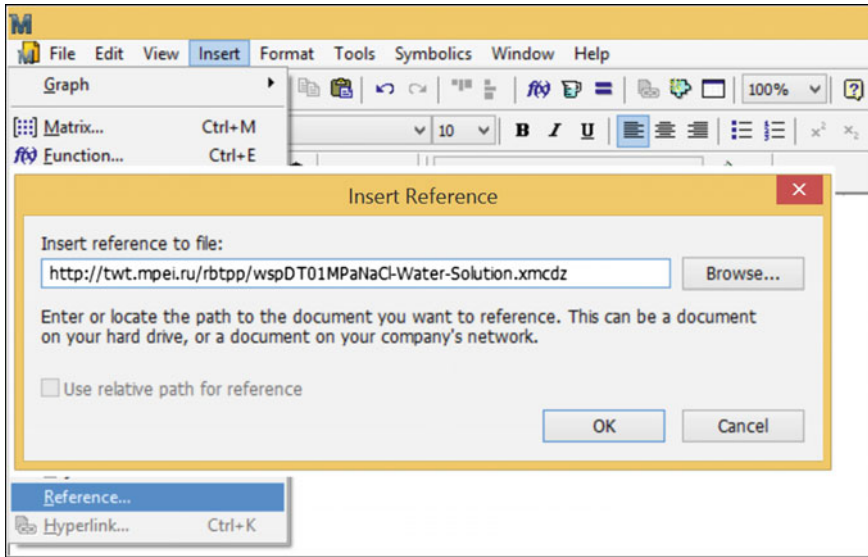 M
File Edit View Insert Format Tools Symbolics Window Help
Graph
100%
Matrix... Ctrl+M
10 B I U x² x₂
f(x) Function... Ctrl+E
Insert Reference
Insert reference to file:
http://twt.mpei.ru/rbtpp/wspDT01MPaNaCl-Water-Solution.xmcdz Browse...
Enter or locate the path to the document you want to reference. This can be a document
on your hard drive, or a document on your company's network.
Use relative path for reference
OK Cancel
Reference...
Hyperlink... Ctrl+K